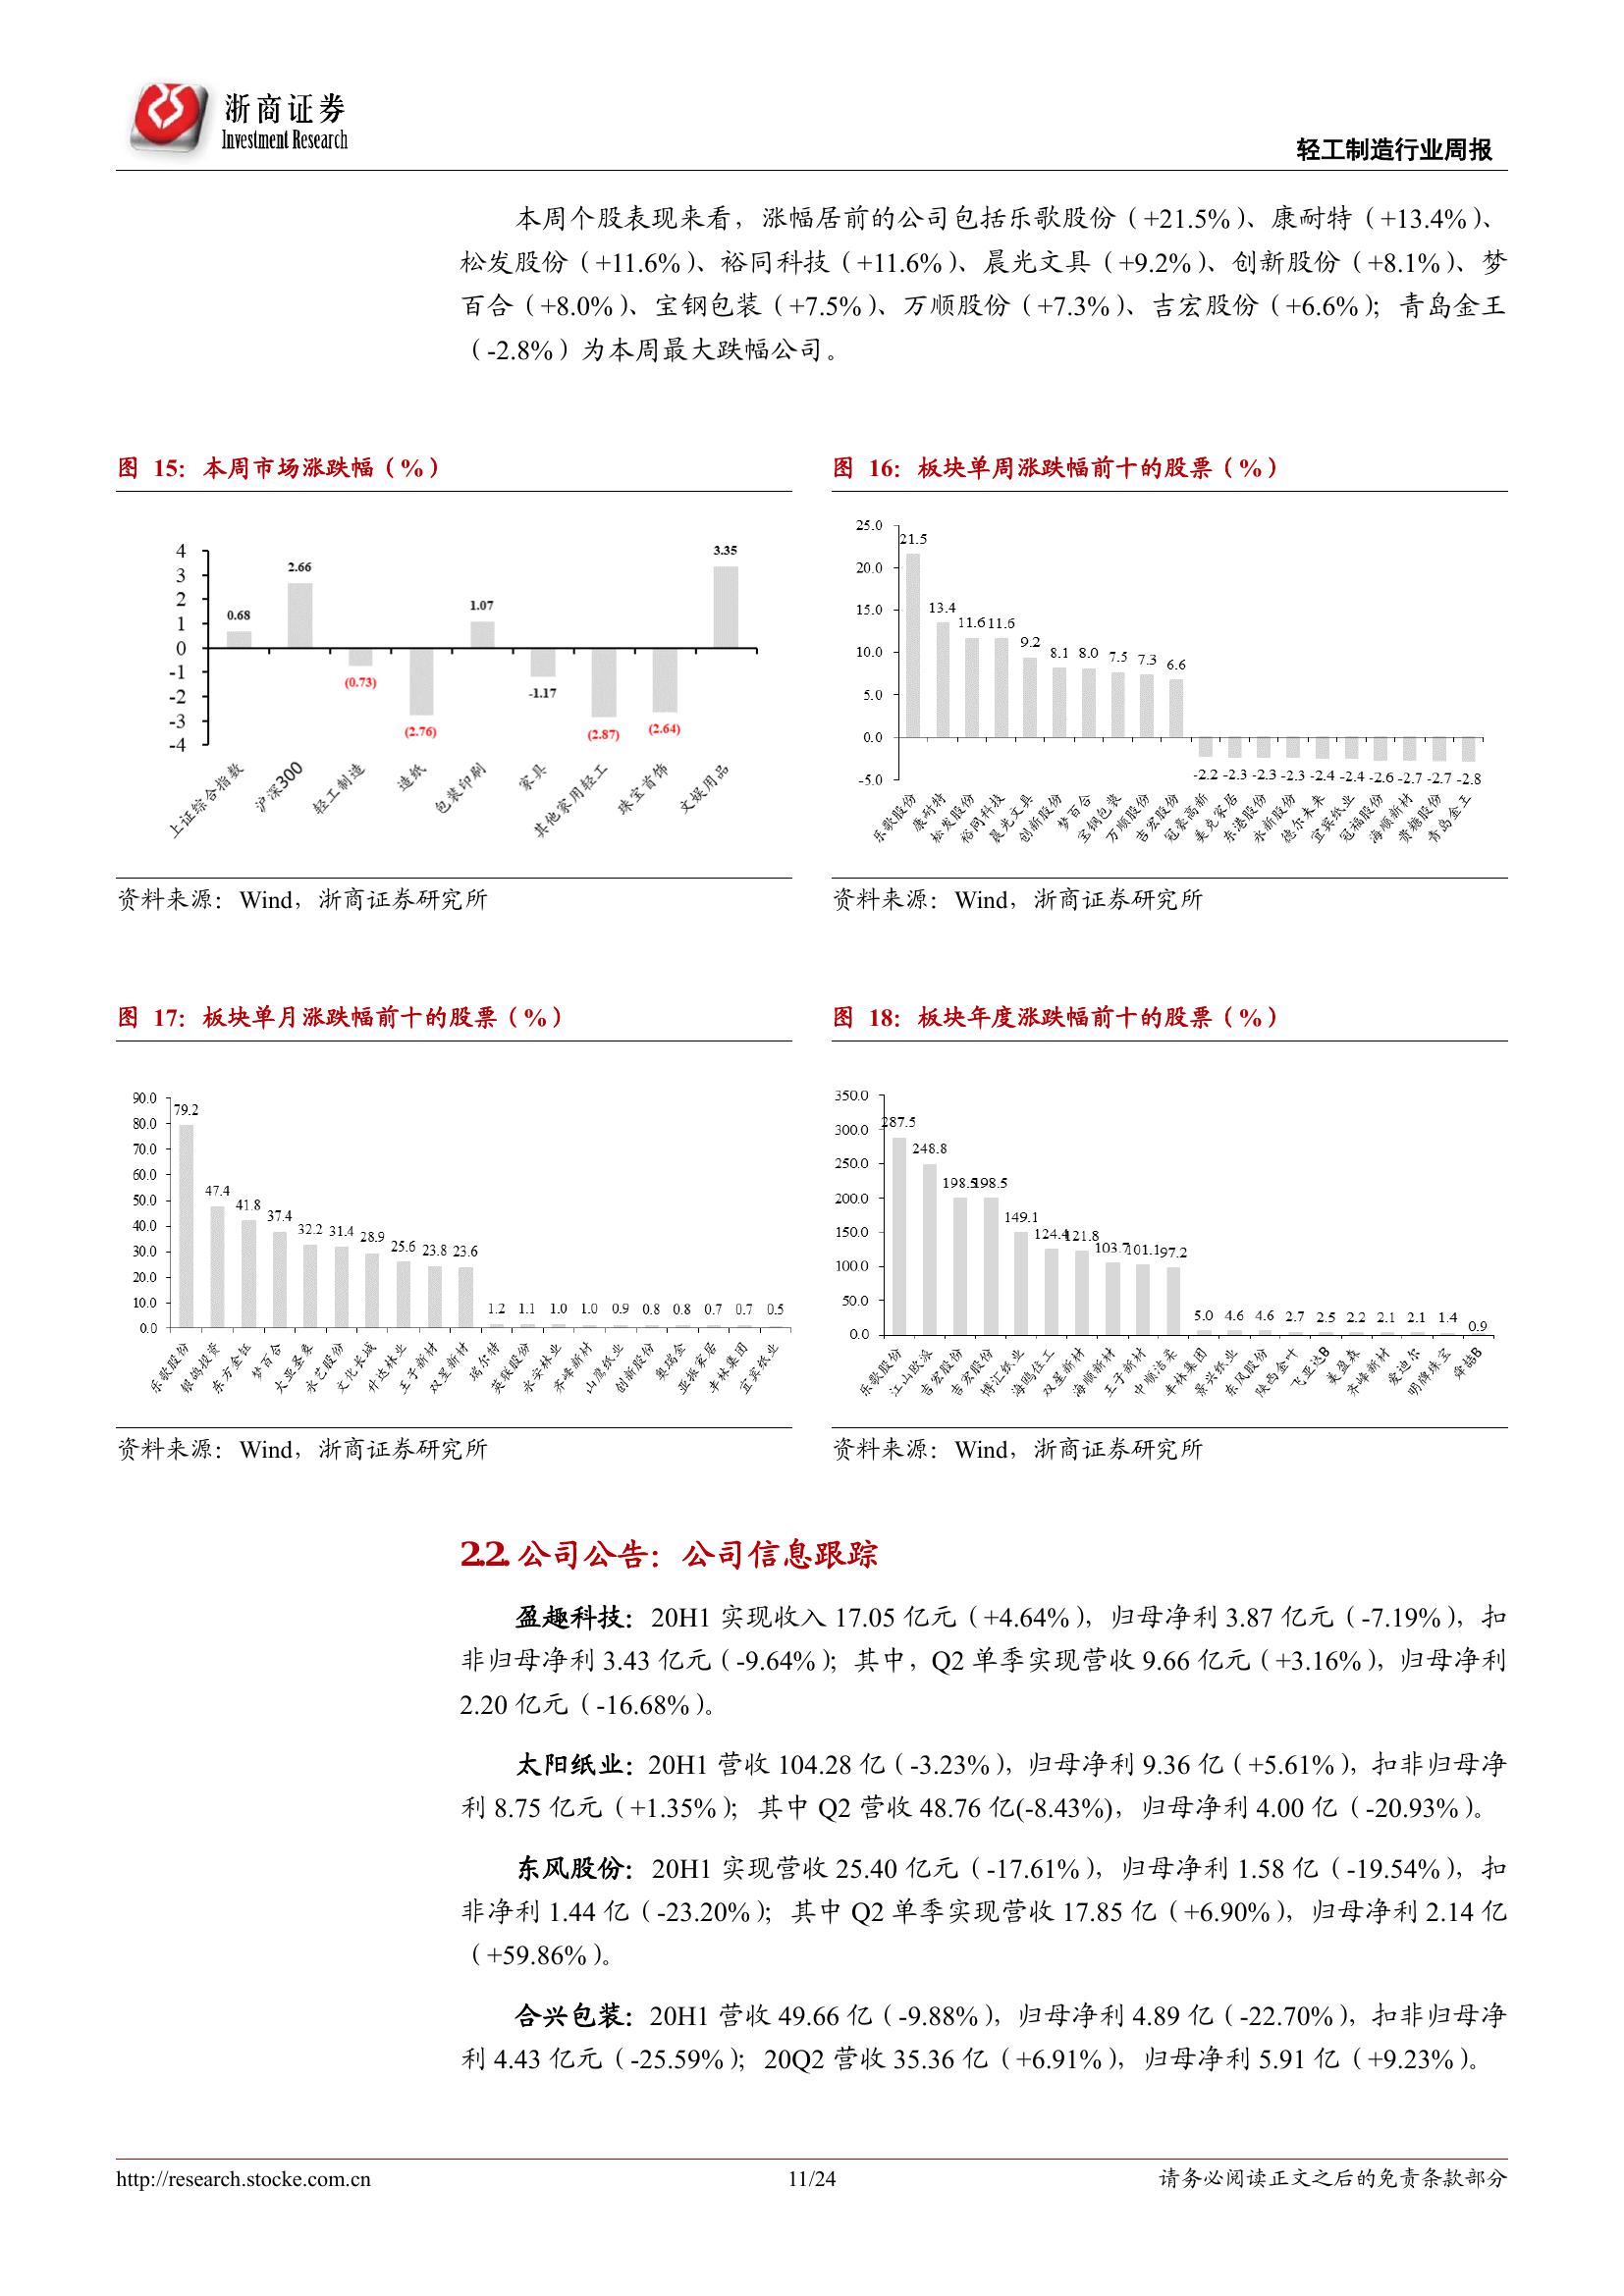 浙商证券
Investment Research
轻工制造行业周报
本周个股表现来看，涨幅居前的公司包括乐歌股份（+21.5%）、康耐特（+13.4%）、
松发股份（+11.6%）、裕同科技（+11.6%）、晨光文具（+9.2%）、创新股份（+8.1%）、梦
百合（+8.0%）、宝钢包装（+7.5%）、万顺股份（+7.3%）、吉宏股份（+6.6%）；青岛金王
（-2.8%）为本周最大跌幅公司。
图 15：本周市场涨跌幅（%）
4
3
2
1
0
-1
-2
-3
-4
0.68
2.66
(0.73)
(2.76)
1.07
-1.17
(2.87)
(2.64)
3.35
上证综合指数
沪深300
轻工制造
造纸
包装印刷
家具
其他家用轻工
珠宝首饰
文娱用品
资料来源：Wind，浙商证券研究所
图 16：板块单周涨跌幅前十的股票（%）
25.0
20.0
15.0
10.0
5.0
0.0
-5.0
21.5
13.4
11.6
11.6
9.2
8.1
8.0
7.5
7.3
6.6
-2.2
-2.3
-2.3
-2.3
-2.4
-2.4
-2.6
-2.7
-2.7
-2.8
乐歌股份
康耐特
松发股份
裕同科技
晨光文具
创新股份
梦百合
宝钢包装
万顺股份
吉宏股份
冠豪高新
美克家居
东港股份
永新股份
德尔未来
宜宾纸业
冠福股份
海顺新材
贵糖股份
青岛金王
资料来源：Wind，浙商证券研究所
图 17：板块单月涨跌幅前十的股票（%）
90.0
80.0
70.0
60.0
50.0
40.0
30.0
20.0
10.0
0.0
79.2
47.4
41.8
37.4
32.2
31.4
28.9
25.6
23.8
23.6
1.2
1.1
1.0
1.0
0.9
0.8
0.8
0.7
0.7
0.5
乐歌股份
银鸽投资
东方金钰
梦百合
大亚圣象
永艺股份
文化长城
升达林业
王子新材
双星新材
瑞尔特
英联股份
永安林业
齐峰新材
山鹰纸业
创新股份
奥瑞金
亚振家居
丰林集团
宜宾纸业
资料来源：Wind，浙商证券研究所
图 18：板块年度涨跌幅前十的股票（%）
350.0
300.0
250.0
200.0
150.0
100.0
50.0
0.0
287.5
248.8
198.5
198.5
149.1
124.4
121.8
103.7
101.1
97.2
5.0
4.6
4.6
2.7
2.5
2.2
2.1
2.1
1.4
0.9
乐歌股份
江山欧派
吉宏股份
吉宏股份
博汇纸业
海鸥住工
双星新材
海顺新材
王子新材
中顺洁柔
丰林集团
景兴纸业
东风股份
陕西金叶
飞亚达B
美盈森
齐峰新材
爱迪尔
明牌珠宝
舜喆B
资料来源：Wind，浙商证券研究所
2.2. 公司公告：公司信息跟踪
盈趣科技：20H1 实现收入 17.05 亿元（+4.64%），归母净利 3.87 亿元（-7.19%），扣
非归母净利 3.43 亿元（-9.64%）；其中，Q2 单季实现营收 9.66 亿元（+3.16%），归母净利
2.20 亿元（-16.68%）。
太阳纸业：20H1 营收 104.28 亿（-3.23%），归母净利 9.36 亿（+5.61%），扣非归母净
利 8.75 亿元（+1.35%）；其中 Q2 营收 48.76 亿(-8.43%)，归母净利 4.00 亿（-20.93%）。
东风股份：20H1 实现营收 25.40 亿元（-17.61%），归母净利 1.58 亿（-19.54%），扣
非净利 1.44 亿（-23.20%）；其中 Q2 单季实现营收 17.85 亿（+6.90%），归母净利 2.14 亿
（+59.86%）。
合兴包装：20H1 营收 49.66 亿（-9.88%），归母净利 4.89 亿（-22.70%），扣非归母净
利 4.43 亿元（-25.59%）；20Q2 营收 35.36 亿（+6.91%），归母净利 5.91 亿（+9.23%）。
http://research.stocke.com.cn
11/24
请务必阅读正文之后的免责条款部分